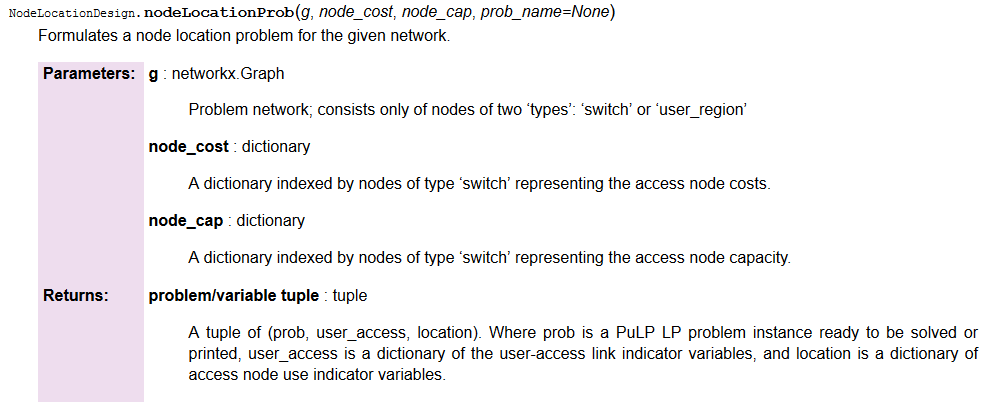 NodeLocationDesign.nodeLocationProb(g, node_cost, node_cap, prob_name=None)
Formulates a node location problem for the given network.
Parameters: g : networkx.Graph
Problem network; consists only of nodes of two ‘types’: ‘switch’ or ‘user_region’
node_cost : dictionary
A dictionary indexed by nodes of type ‘switch’ representing the access node costs.
node_cap : dictionary
A dictionary indexed by nodes of type ‘switch’ representing the access node capacity.
Returns: problem/variable tuple : tuple
A tuple of (prob, user_access, location). Where prob is a PuLP LP problem instance ready to be solved or
printed, user_access is a dictionary of the user-access link indicator variables, and location is a dictionary of
access node use indicator variables.